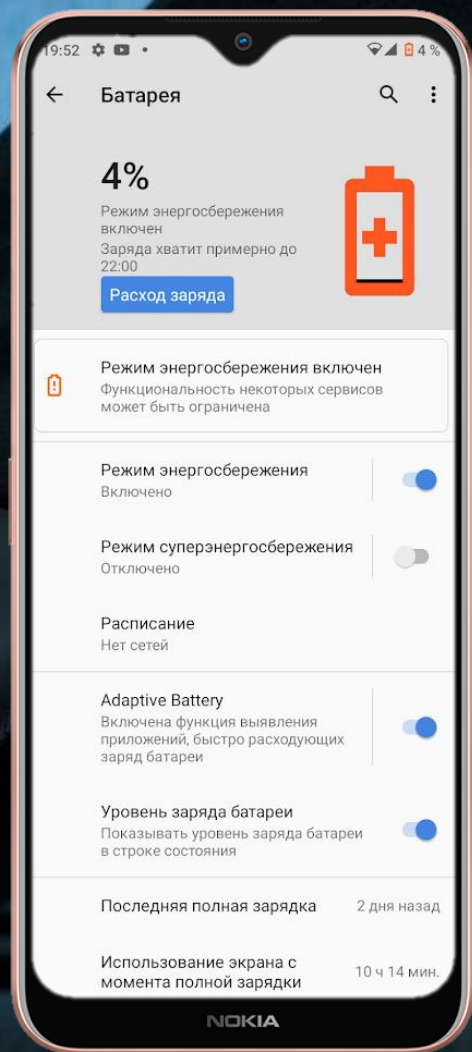 19:52
4 %
Батарея
4%
Режим энергосбережения
включен
Заряда хватит примерно до
22:00
Расход заряда
Режим энергосбережения включен
Функциональность некоторых сервисов
может быть ограничена
Режим энергосбережения
Включено
Режим суперэнергосбережения
Отключено
Расписание
Нет сетей
Adaptive Battery
Включена функция выявления
приложений, быстро расходующих
заряд батареи
Уровень заряда батареи
Показывать уровень заряда батареи
в строке состояния
Последняя полная зарядка
2 дня назад
Использование экрана с
момента полной зарядки
10 ч 14 мин.
NOKIA